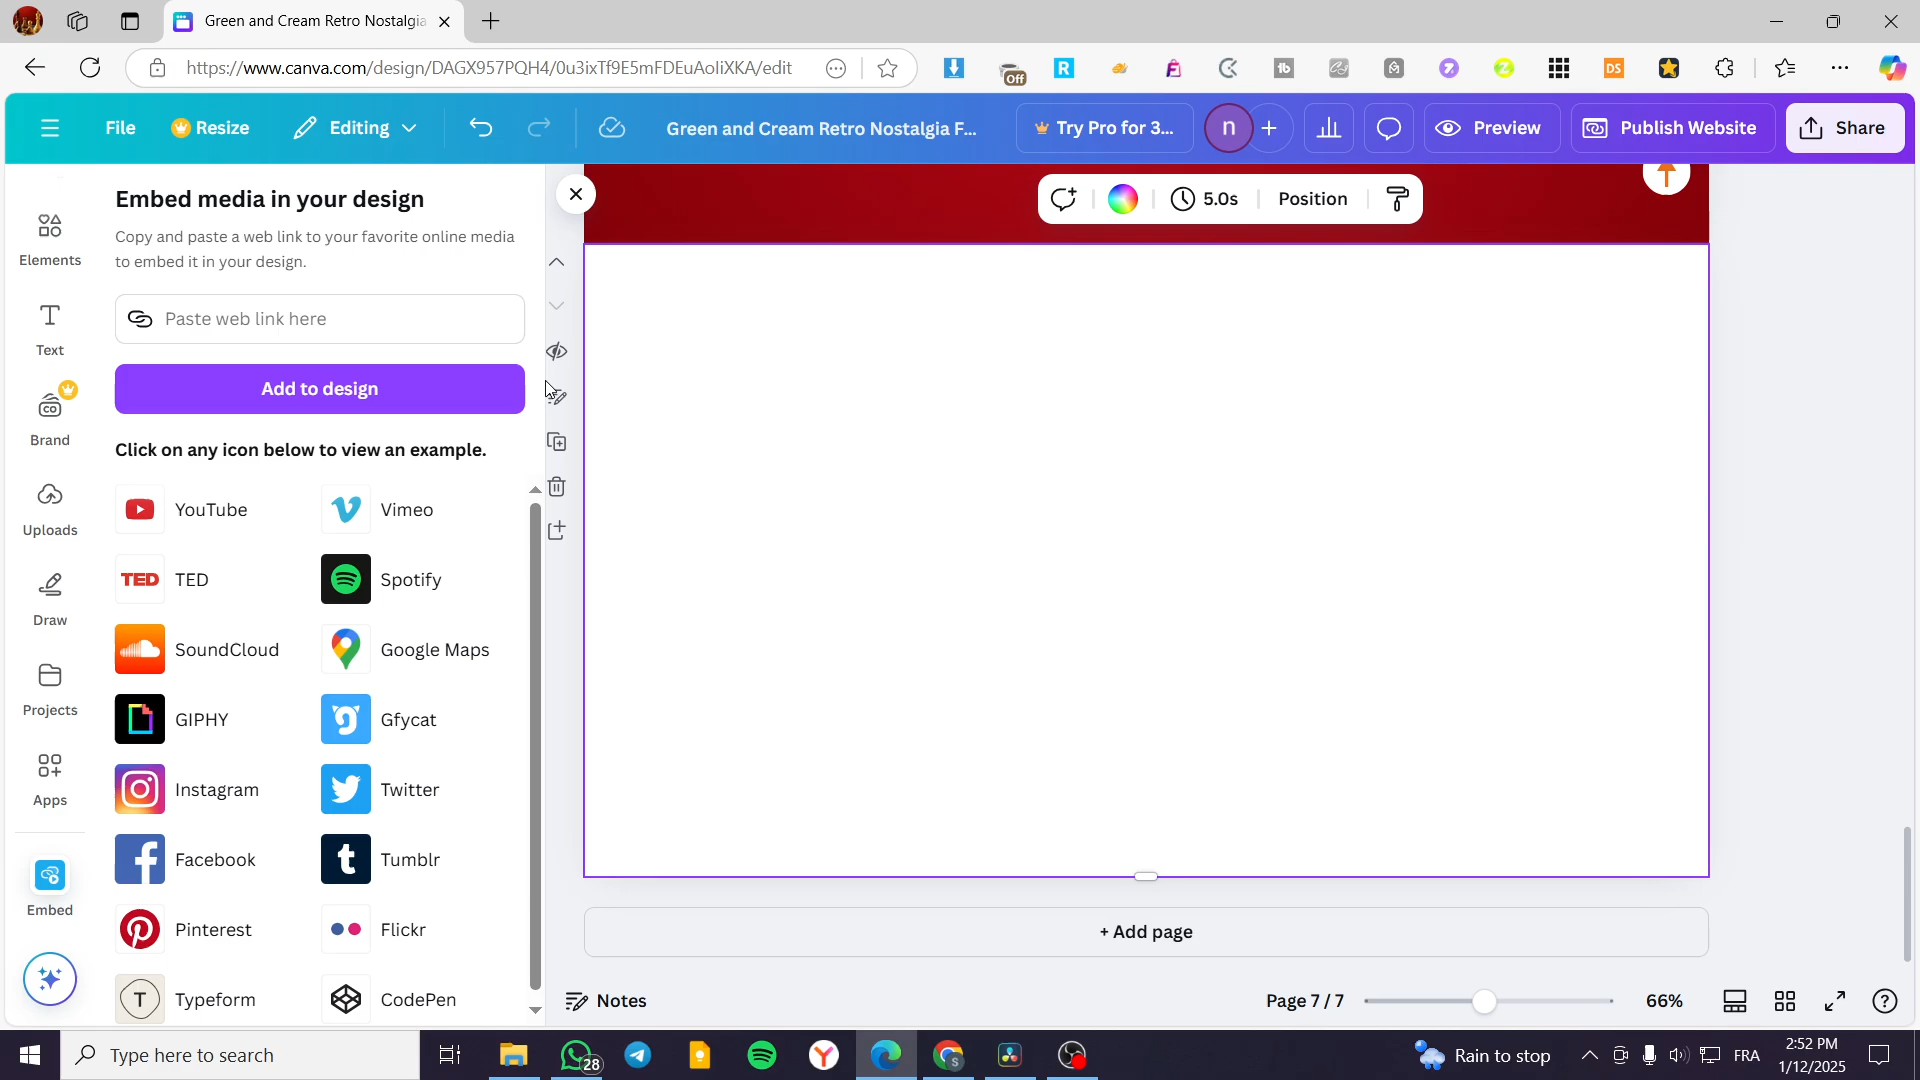 Green and Cream Retro Nostalgia
https://www.canva.com/design/DAGX957PQH4/0u3ixTf9E5mFDEuAoIiXKA/edit
Off
R
tb
DS
File
Resize
Editing
Green and Cream Retro Nostalgia F...
Try Pro for 3...
n
Preview
Publish Website
Share
Elements
Text
Brand
Uploads
Draw
Projects
Apps
Embed
Embed media in your design
Copy and paste a web link to your favorite online media
to embed it in your design.
Paste web link here
Add to design
Click on any icon below to view an example.
YouTube
Vimeo
TED TED
Spotify
SoundCloud
Google Maps
GIPHY
Gfycat
Instagram
Twitter
Facebook
Tumblr
Pinterest
Flickr
T Typeform
CodePen
5.0s
Position
+ Add page
Notes
Page 7 / 7
66%
Type here to search
28
Rain to stop
FRA
2:52 PM
1/12/2025